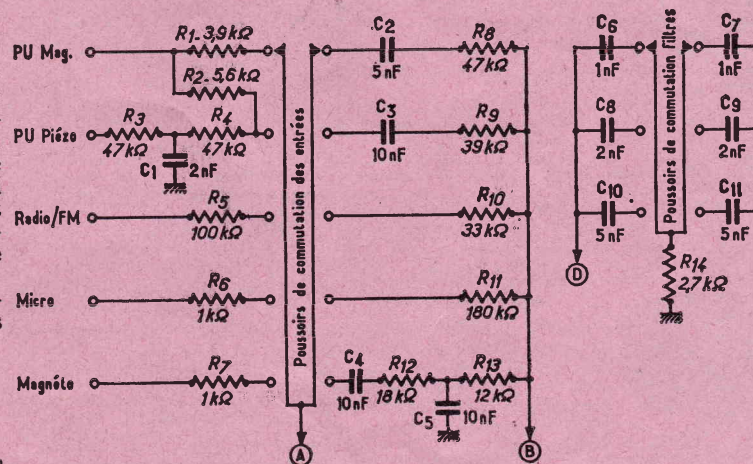 PU Mag.
R1- 3,9kΩ
R2- 5,6kΩ
PU Piézo
R3
47kΩ
R4
47kΩ
C1
2nF
Radio/FM
R5
100kΩ
Micro
R6
1kΩ
Magnéto
R7
1kΩ
Poussoirs de commutation des entrées
A
C2
5nF
R8
47kΩ
C3
10nF
R9
39kΩ
R10
33kΩ
R11
180kΩ
C4
10nF
R12
18kΩ
C5
10nF
R13
12kΩ
B
C6
1nF
C8
2nF
C10
5nF
D
Poussoirs de commutation filtres
C7
1nF
C9
2nF
C11
5nF
R14
2,7kΩ